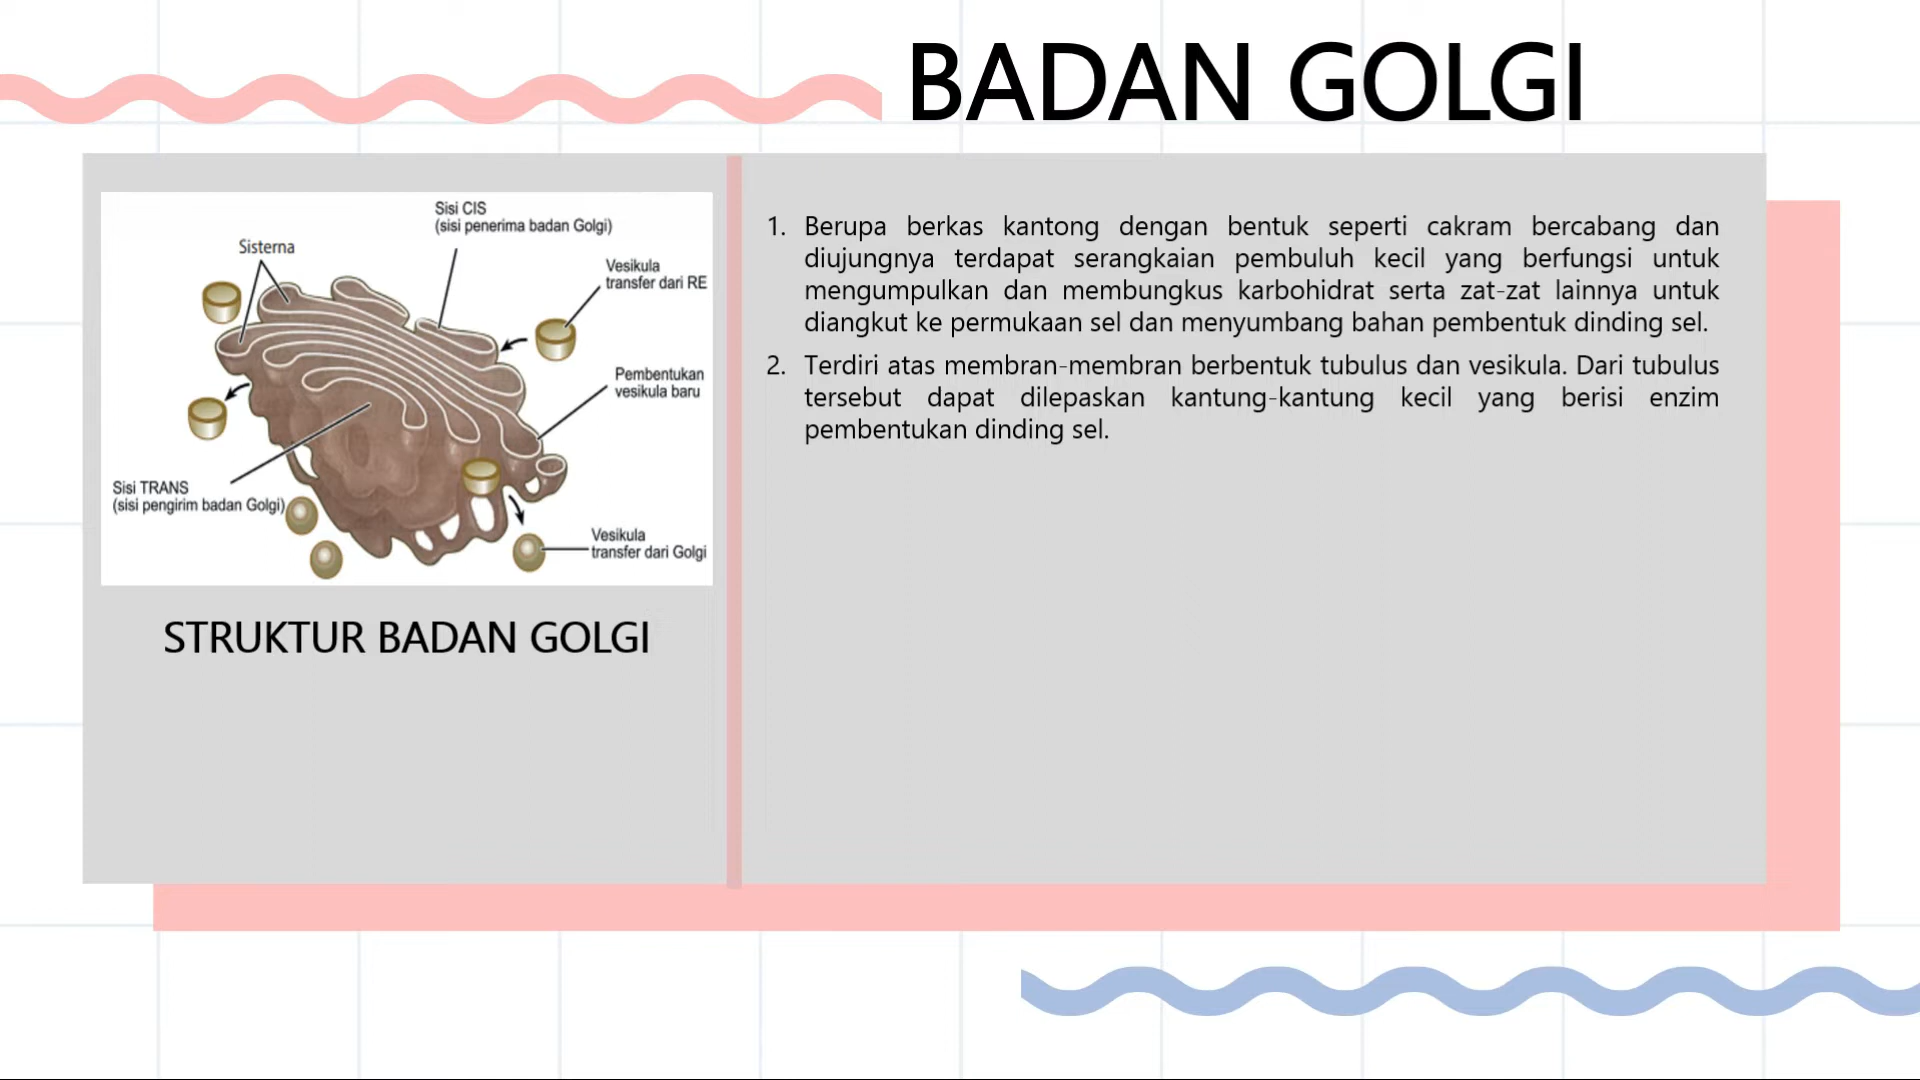 BADAN GOLGI
Sisi CIS
(sisi penerima badan Golgi)
Sisterna
Vesikula
transfer dari RE
Pembentukan
vesikula baru
Sisi TRANS
(sisi pengirim badan Golgi)
Vesikula
transfer dari Golgi
STRUKTUR BADAN GOLGI
1. Berupa berkas kantong dengan bentuk seperti cakram bercabang dan
diujungnya terdapat serangkaian pembuluh kecil yang berfungsi untuk
mengumpulkan dan membungkus karbohidrat serta zat-zat lainnya untuk
diangkut ke permukaan sel dan menyumbang bahan pembentuk dinding sel.
2. Terdiri atas membran-membran berbentuk tubulus dan vesikula. Dari tubulus
tersebut dapat dilepaskan kantung-kantung kecil yang berisi enzim
pembentukan dinding sel.